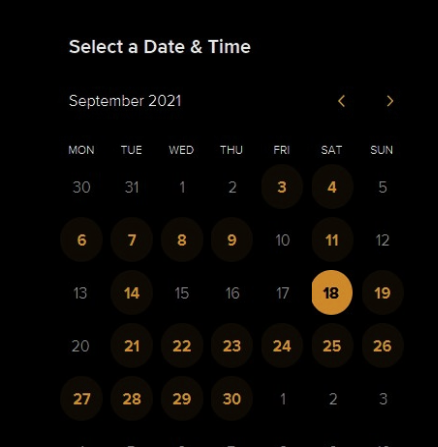 Select a Date & Time
September 2021
MON TUE WED THU FRI SAT SUN
30 31 1 2 3 4 5
6 7 8 9 10 11 12
13 14 15 16 17 18 19
20 21 22 23 24 25 26
27 28 29 30 1 2 3